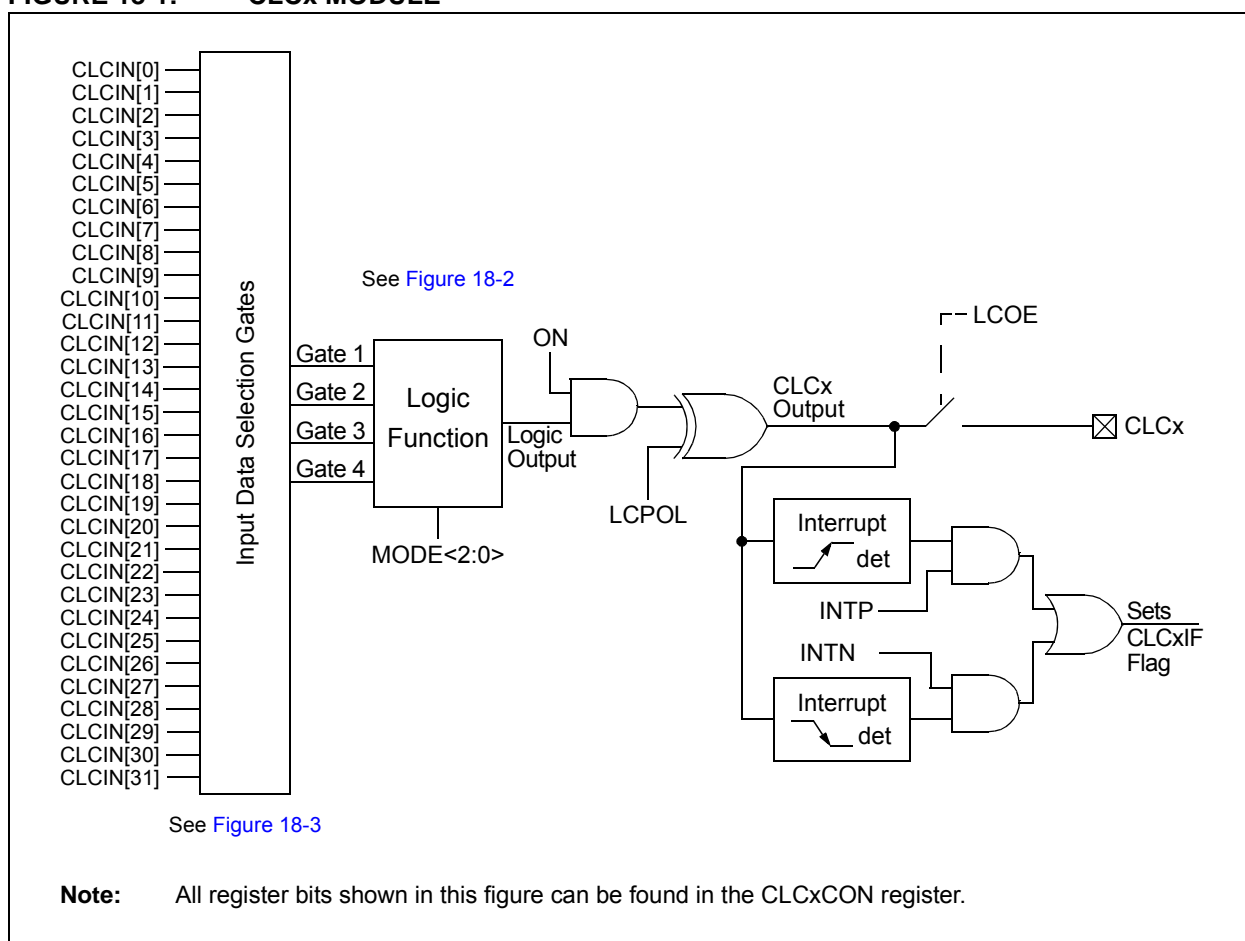 CLCIN[0]
CLCIN[1]
CLCIN[2]
CLCIN[3]
CLCIN[4]
CLCIN[5]
CLCIN[6]
CLCIN[7]
CLCIN[8]
CLCIN[9]
CLCIN[10]
CLCIN[11]
CLCIN[12]
CLCIN[13]
CLCIN[14]
CLCIN[15]
CLCIN[16]
CLCIN[17]
CLCIN[18]
CLCIN[19]
CLCIN[20]
CLCIN[21]
CLCIN[22]
CLCIN[23]
CLCIN[24]
CLCIN[25]
CLCIN[26]
CLCIN[27]
CLCIN[28]
CLCIN[29]
CLCIN[30]
CLCIN[31]
Input Data Selection Gates
See Figure 18-3
See Figure 18-2
Gate 1
Gate 2
Gate 3
Gate 4
Logic
Function
MODE<2:0>
Logic
Output
ON
LCPOL
CLCx
Output
LCOE
CLCx
Interrupt
det
INTP
INTN
Interrupt
det
Sets
CLCxIF
Flag
Note: All register bits shown in this figure can be found in the CLCxCON register.